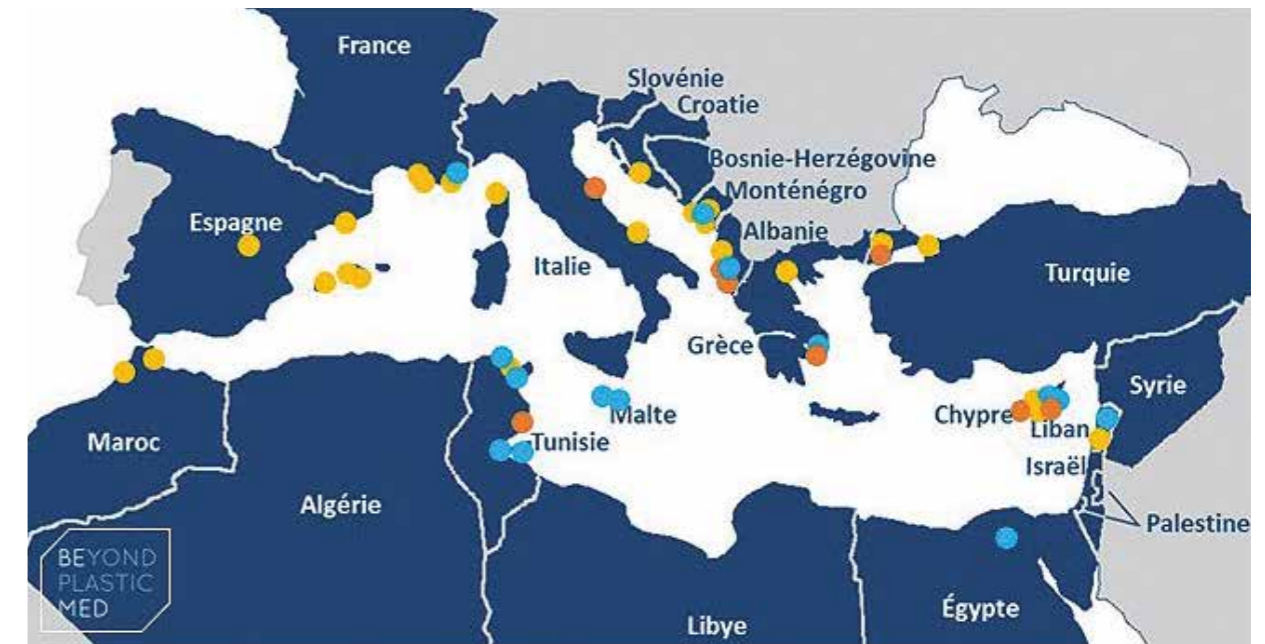 France
Slovénie
Croatie
Bosnie-Herzégovine
Monténégro
Espagne
Albanie
Italie
Turquie
Grèce
Syrie
Malte
Chypre
Liban
Maroc
Tunisie
Israël
Algérie
Palestine
BEYOND
PLASTIC
MED
Égypte
Libye